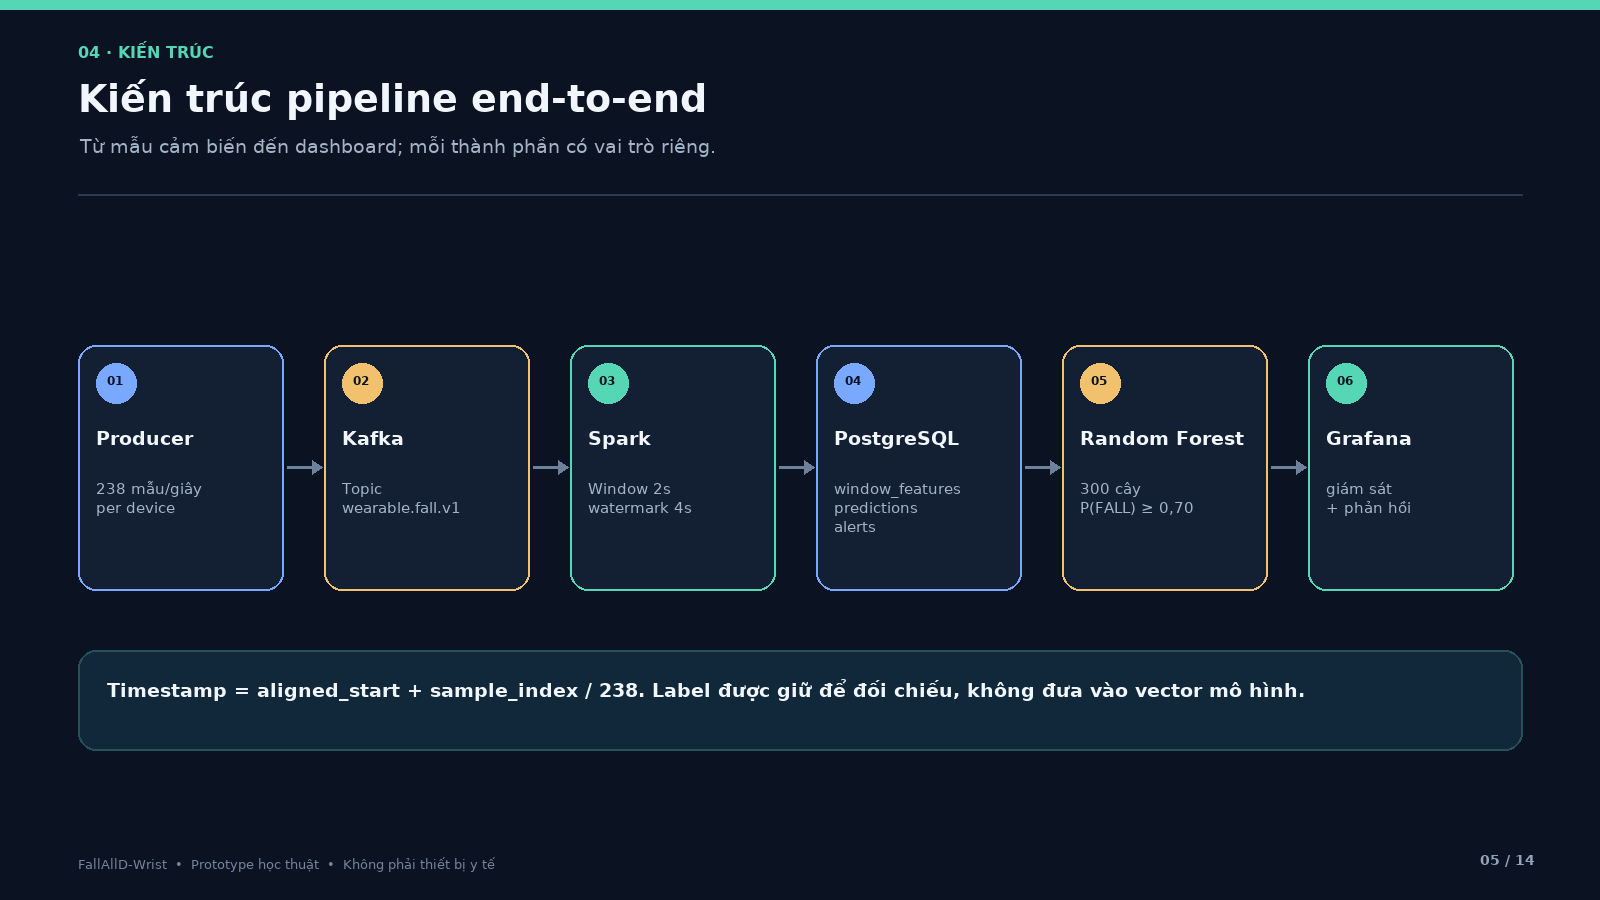 04 · KIẾN TRÚC
Kiến trúc pipeline end-to-end
Từ mẫu cảm biến đến dashboard; mỗi thành phần có vai trò riêng.
01
Producer
238 mẫu/giây
per device
02
Kafka
Topic
wearable.fall.v1
03
Spark
Window 2s
watermark 4s
04
PostgreSQL
window_features
predictions
alerts
05
Random Forest
300 cây
P(FALL) ≥ 0,70
06
Grafana
giám sát
+ phản hồi
Timestamp = aligned_start + sample_index / 238. Label được giữ để đối chiếu, không đưa vào vector mô hình.
FallAllD-Wrist • Prototype học thuật • Không phải thiết bị y tế
05 / 14